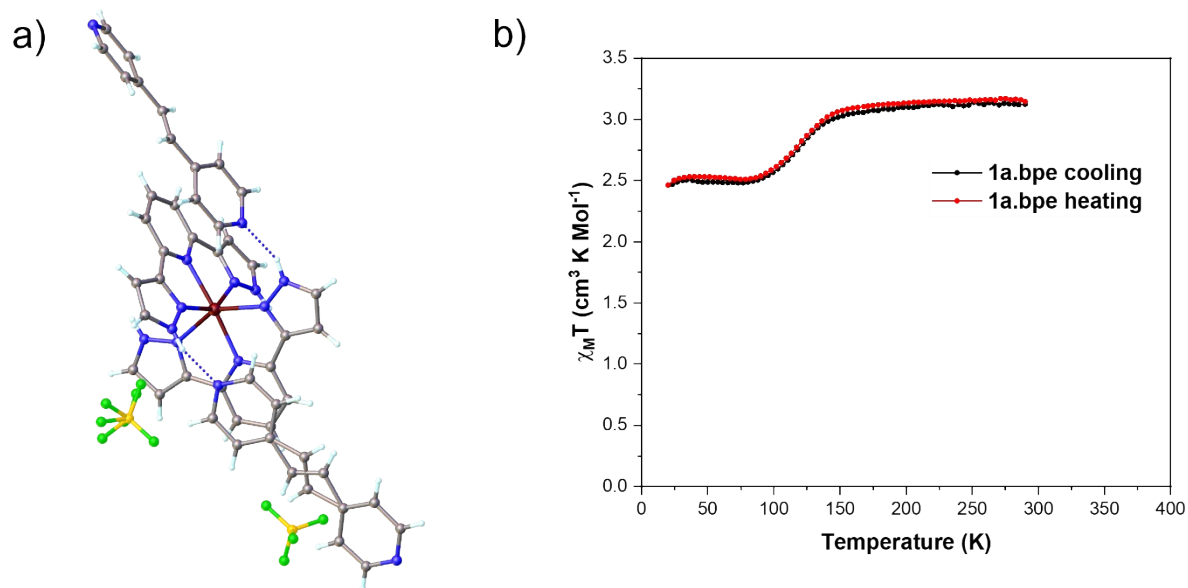 a)
b)
3.5
3.0
2.5
2.0
1.5
1.0
0.5
0.0
χMT (cm³ K Mol⁻¹)
1a.bpe cooling
1a.bpe heating
0 50 100 150 200 250 300 350 400
Temperature (K)